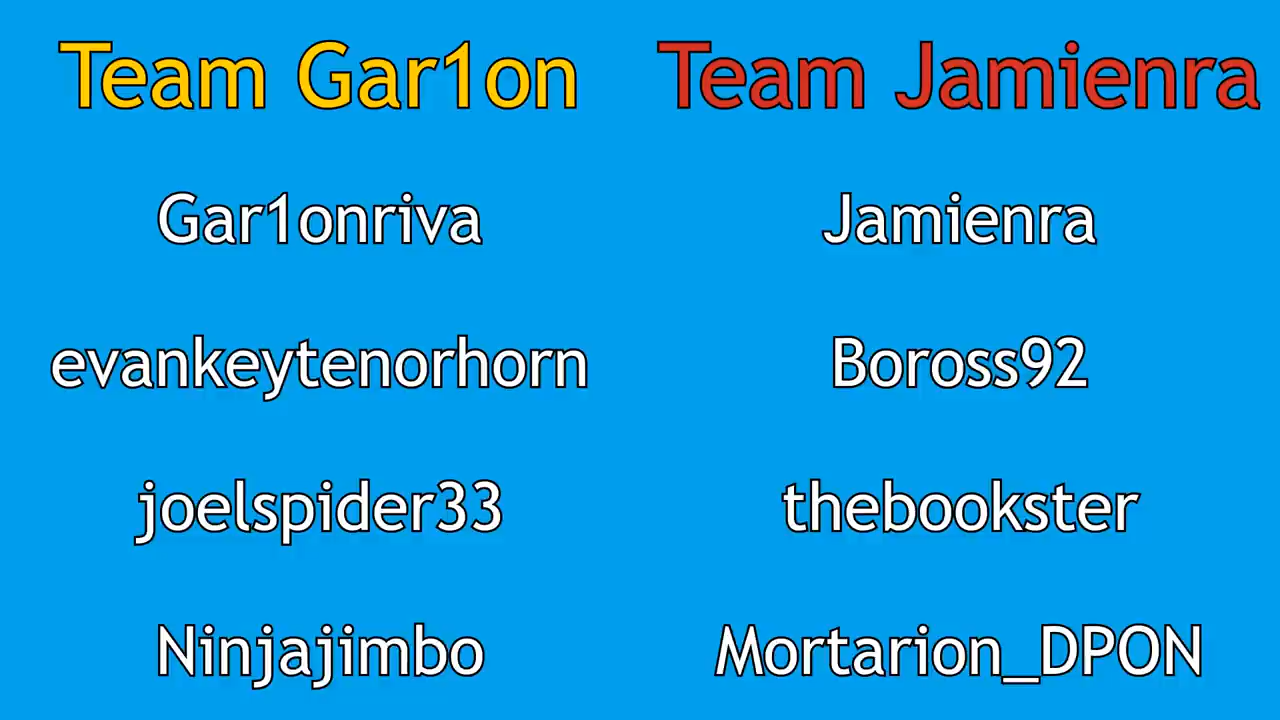 Team Gar1on
Gar1onriva
evankeytenorhorn
joelspider33
Ninjajimbo
Team Jamienra
Jamienra
Boross92
thebookster
Mortarion_DPON